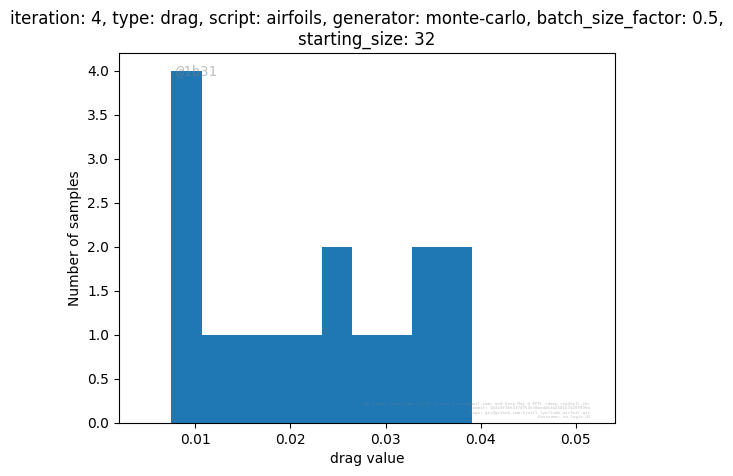 iteration: 4, type: drag, script: airfoils, generator: monte-carlo, batch_size_factor: 0.5,
starting_size: 32
@1b31
4.0
3.5
3.0
2.5
2.0
1.5
1.0
0.5
0.0
Number of samples
0.01
0.02
0.03
0.04
0.05
drag value